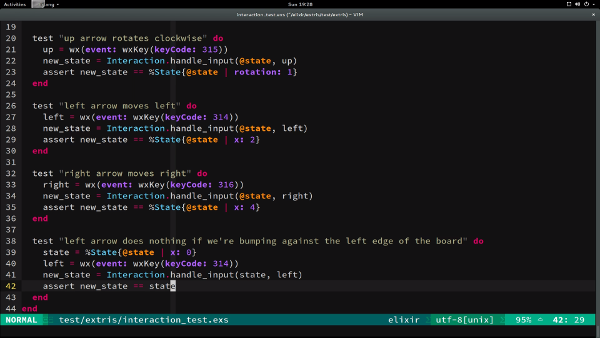 Activities
Sun 19:28
interaction_test.exs (~/elixir/extris/test/extris) - VIM
19
20 test "up arrow rotates clockwise" do
21 up = wx(event: wxKey(keyCode: 315))
22 new_state = Interaction.handle_input(@state, up)
23 assert new_state == %State{@state | rotation: 1}
24 end
25
26 test "left arrow moves left" do
27 left = wx(event: wxKey(keyCode: 314))
28 new_state = Interaction.handle_input(@state, left)
29 assert new_state == %State{@state | x: 2}
30 end
31
32 test "right arrow moves right" do
33 right = wx(event: wxKey(keyCode: 316))
34 new_state = Interaction.handle_input(@state, right)
35 assert new_state == %State{@state | x: 4}
36 end
37
38 test "left arrow does nothing if we're bumping against the left edge of the board" do
39 state = %State{@state | x: 0}
40 left = wx(event: wxKey(keyCode: 314))
41 new_state = Interaction.handle_input(state, left)
42 assert new_state == state
43 end
44 end
NORMAL test/extris/interaction_test.exs elixir utf-8[unix] 95% 42: 29